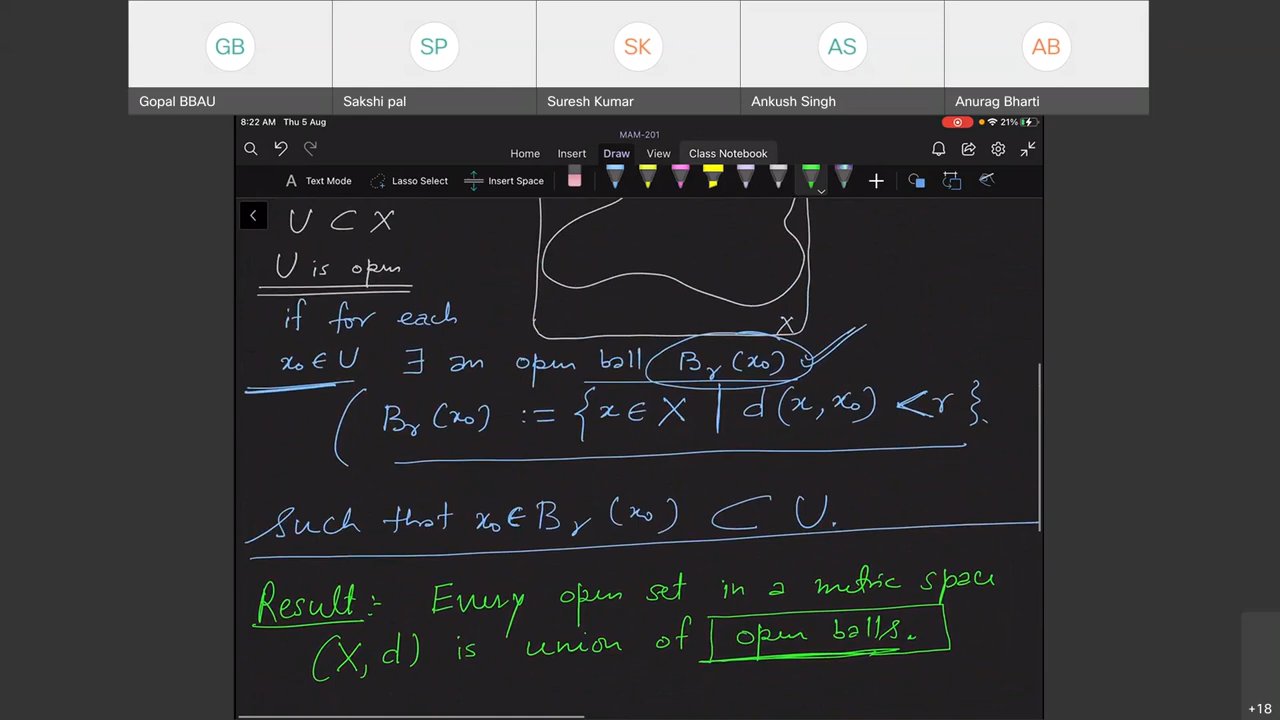 GB SP SK AS AB
Gopal BBAU Sakshi pal Suresh Kumar Ankush Singh Anurag Bharti
8:22 AM Thu 5 Aug 21%
MAM-201
Home Insert Draw View Class Notebook
A Text Mode Lasso Select Insert Space
U ⊂ X
U is open
if for each
X
x₀ ∈ U ∃ an open ball Bᵣ(x₀)
( Bᵣ(x₀) := {x ∈ X | d(x, x₀) < r}.
such that x₀ ∈ Bᵣ(x₀) ⊂ U.
Result:- Every open set in a metric space
(X, d) is union of open balls.
+18